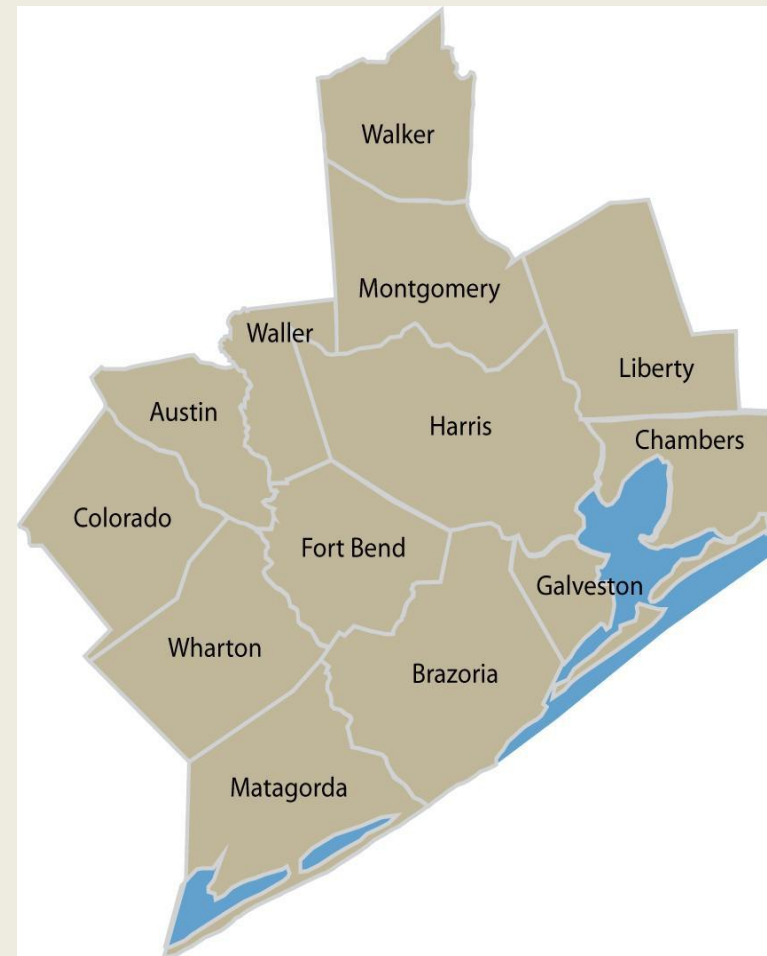 Walker
Montgomery
Waller
Liberty
Austin
Harris
Chambers
Colorado
Fort Bend
Galveston
Wharton
Brazoria
Matagorda